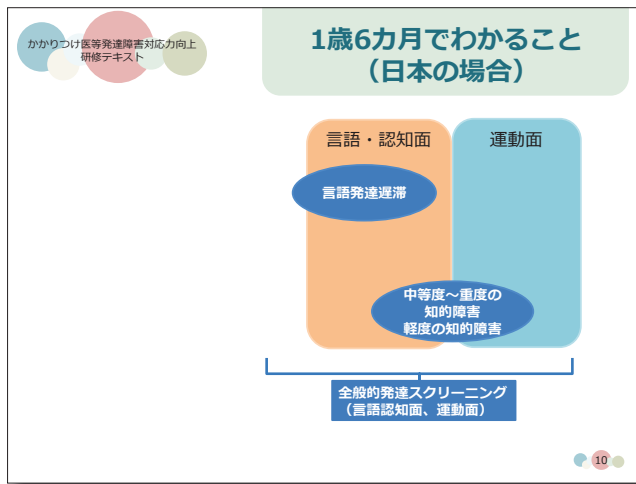 かかりつけ医等発達障害対応力向上
研修テキスト
1歳6カ月でわかること
（日本の場合）
言語・認知面
運動面
言語発達遅滞
中等度～重度の
知的障害
軽度の知的障害
全般的発達スクリーニング
（言語認知面、運動面）
10